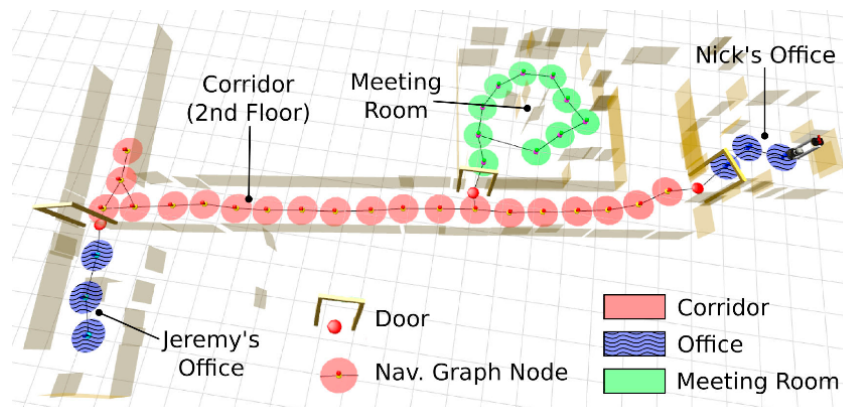 Nick's Office
Corridor
(2nd Floor)
Meeting
Room
Jeremy's
Office
Door
Nav. Graph Node
Corridor
Office
Meeting Room